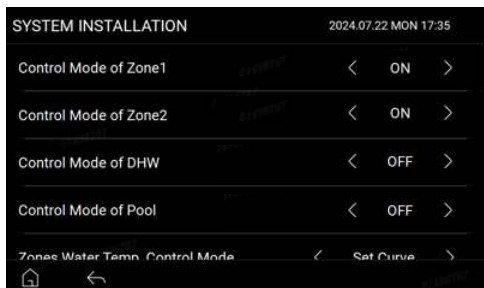 SYSTEM INSTALLATION 2024.07.22 MON 17:35
Control Mode of Zone1 ON
Control Mode of Zone2 ON
Control Mode of DHW OFF
Control Mode of Pool OFF
Zones Water Temp. Control Mode Set Curve